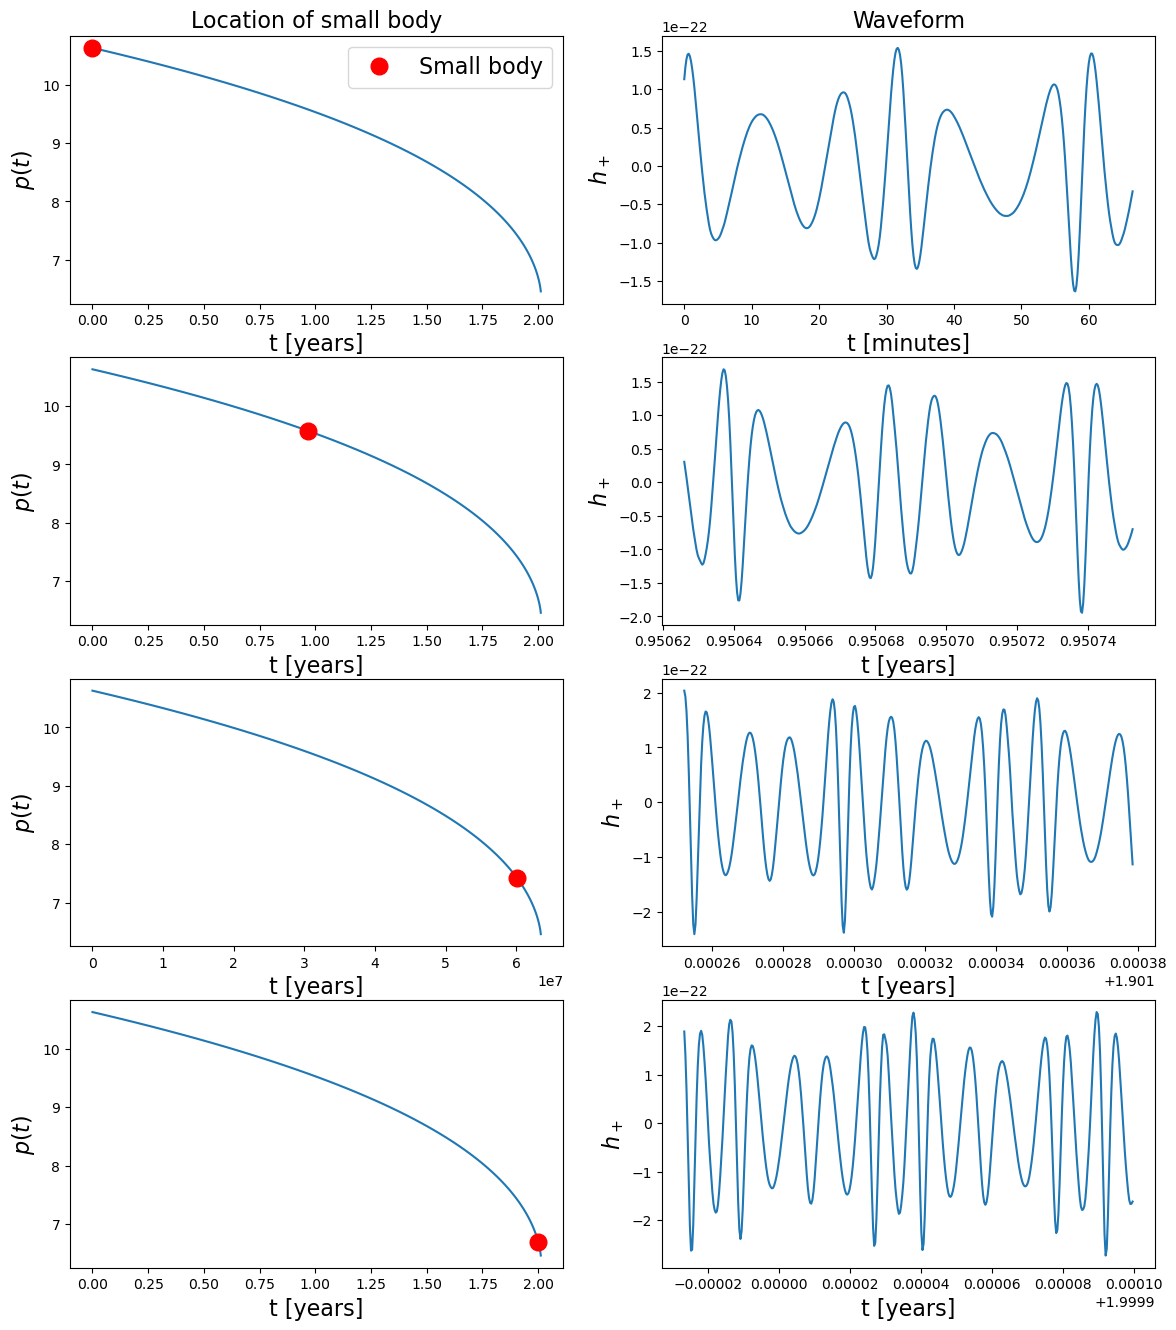 Location of small body
Small body
10
9
8
7
p(t)
0.00 0.25 0.50 0.75 1.00 1.25 1.50 1.75 2.00
t [years]
Waveform
1e−22
1.5
1.0
0.5
0.0
−0.5
−1.0
−1.5
h+
0 10 20 30 40 50 60
t [minutes]
10
9
8
7
p(t)
0.00 0.25 0.50 0.75 1.00 1.25 1.50 1.75 2.00
t [years]
1e−22
1.5
1.0
0.5
0.0
−0.5
−1.0
−1.5
−2.0
h+
0.95062 0.95064 0.95066 0.95068 0.95070 0.95072 0.95074
t [years]
10
9
8
7
p(t)
0 1 2 3 4 5 6
1e7
t [years]
1e−22
2
1
0
−1
−2
h+
0.00026 0.00028 0.00030 0.00032 0.00034 0.00036 0.00038
+1.901
t [years]
10
9
8
7
p(t)
0.00 0.25 0.50 0.75 1.00 1.25 1.50 1.75 2.00
t [years]
1e−22
2
1
0
−1
−2
h+
−0.00002 0.00000 0.00002 0.00004 0.00006 0.00008 0.00010
+1.9999
t [years]